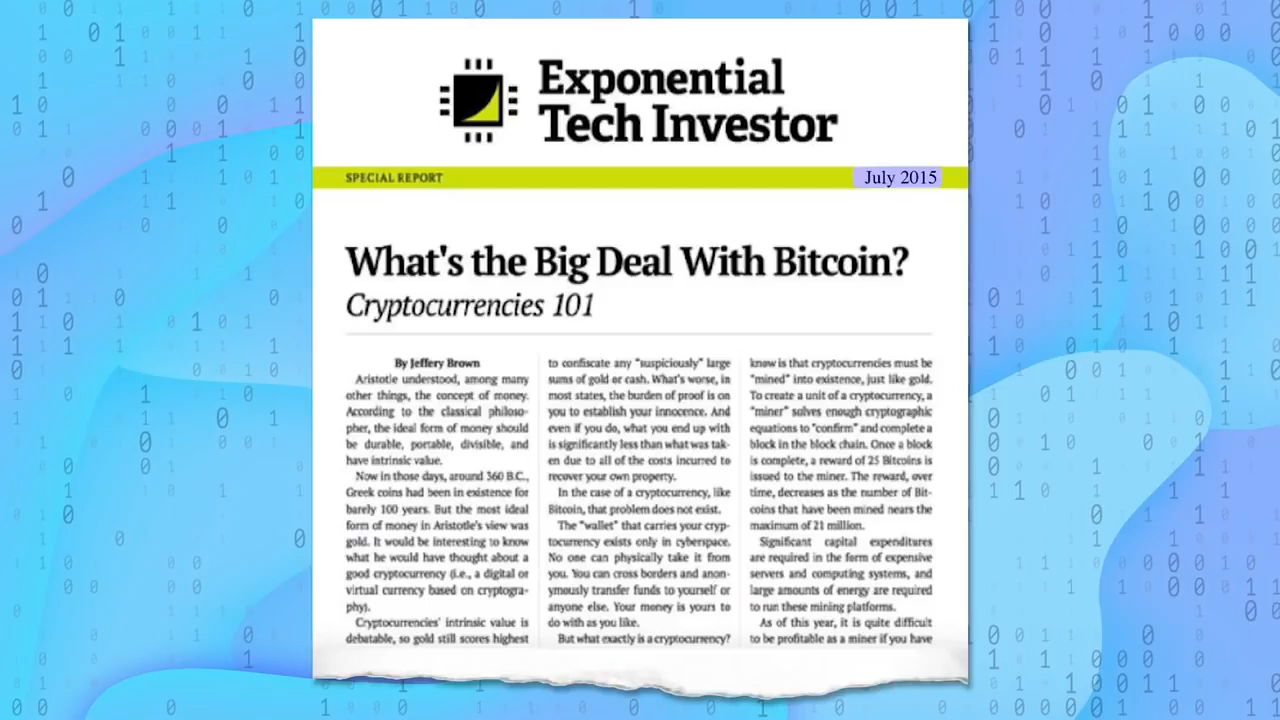 Exponential
Tech Investor
SPECIAL REPORT
July 2015
What's the Big Deal With Bitcoin?
Cryptocurrencies 101
By Jeffery Brown
Aristotle understood, among many
other things, the concept of money.
According to the classical philoso-
pher, the ideal form of money should
be durable, portable, divisible, and
have intrinsic value.
Now in those days, around 360 B.C.,
Greek coins had been in existence for
barely 100 years. But the most ideal
form of money in Aristotle's view was
gold. It would be interesting to know
what he would have thought about a
good cryptocurrency (i.e., a digital or
virtual currency based on cryptogra-
phy).
Cryptocurrencies' intrinsic value is
debatable, so gold still scores highest
to confiscate any "suspiciously" large
sums of gold or cash. What's worse, in
most states, the burden of proof is on
you to establish your innocence. And
even if you do, what you end up with
is significantly less than what was tak-
en due to all of the costs incurred to
recover your own property.
In the case of a cryptocurrency, like
Bitcoin, that problem does not exist.
The "wallet" that carries your cryp-
tocurrency exists only in cyberspace.
No one can physically take it from
you. You can cross borders and anon-
ymously transfer funds to yourself or
anyone else. Your money is yours to
do with as you like.
But what exactly is a cryptocurrency?
know is that cryptocurrencies must be
"mined" into existence, just like gold.
To create a unit of a cryptocurrency, a
"miner" solves enough cryptographic
equations to "confirm" and complete a
block in the block chain. Once a block
is complete, a reward of 25 Bitcoins is
issued to the miner. The reward, over
time, decreases as the number of Bit-
coins that have been mined nears the
maximum of 21 million.
Significant capital expenditures
are required in the form of expensive
servers and computing systems, and
large amounts of energy are required
to run these mining platforms.
As of this year, it is quite difficult
to be profitable as a miner if you have